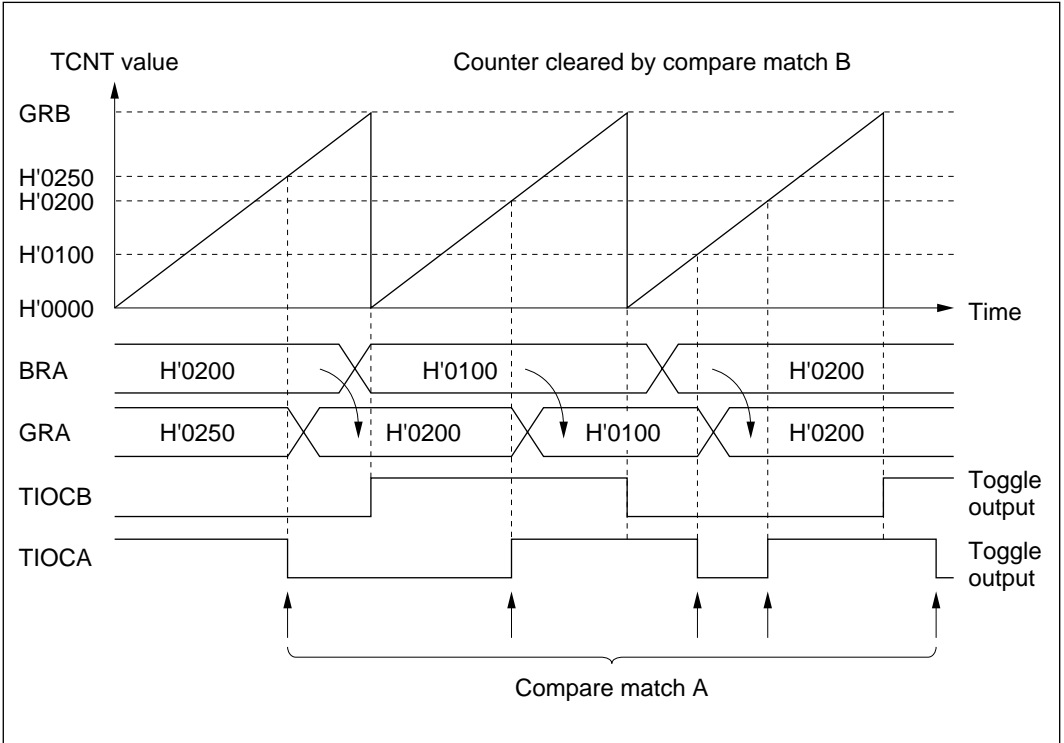 TCNT value
Counter cleared by compare match B
GRB
H'0250
H'0200
H'0100
H'0000
Time
BRA
H'0200
H'0100
H'0200
GRA
H'0250
H'0200
H'0100
H'0200
TIOCB
Toggle
output
TIOCA
Toggle
output
Compare match A